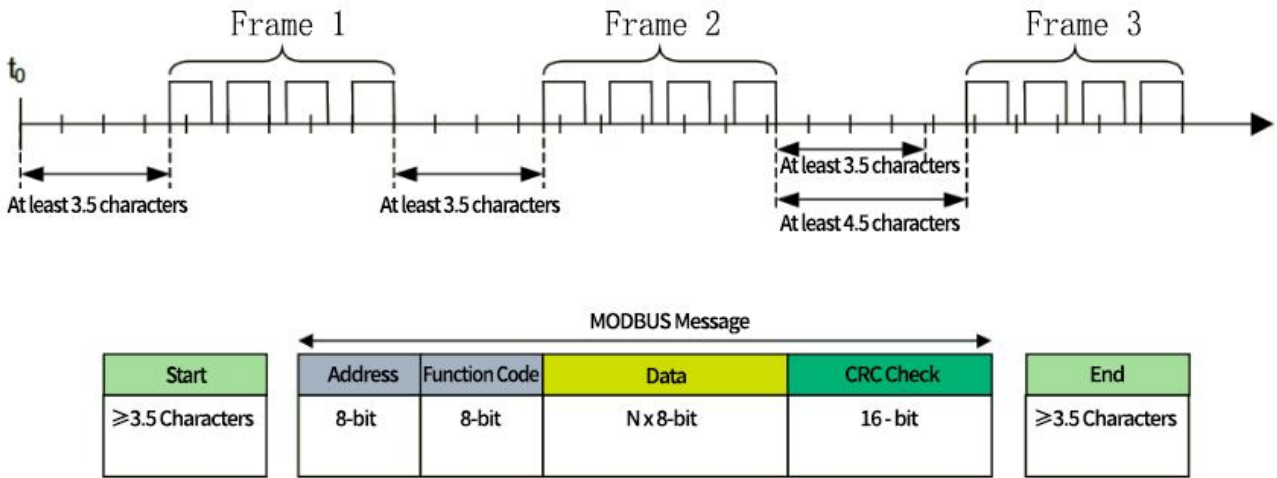 Frame 1
Frame 2
Frame 3
t0
At least 3.5 characters
At least 3.5 characters
At least 3.5 characters
At least 4.5 characters
MODBUS Message
Start
Address
Function Code
Data
CRC Check
End
≥3.5 Characters
8-bit
8-bit
N x 8-bit
16 - bit
≥3.5 Characters